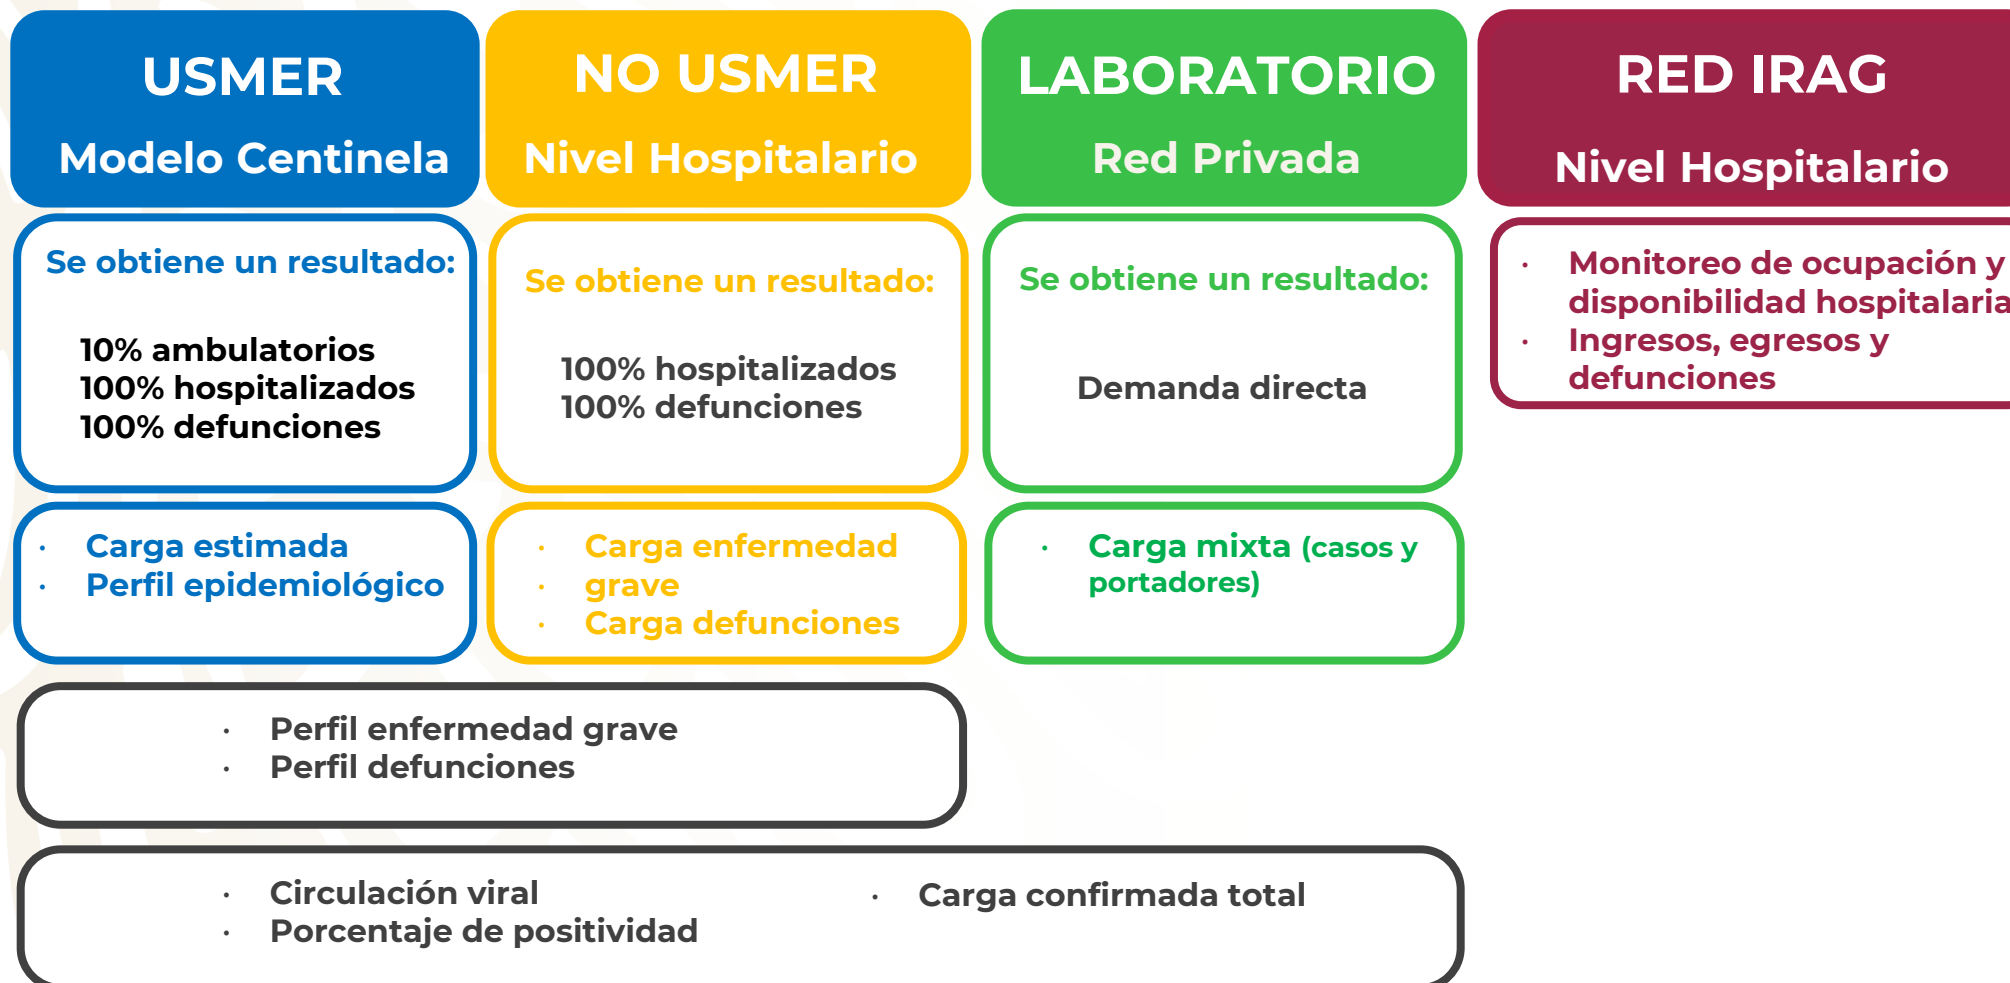 USMER
Modelo Centinela
Se obtiene un resultado:
10% ambulatorios
100% hospitalizados
100% defunciones
· Carga estimada
· Perfil epidemiológico
NO USMER
Nivel Hospitalario
Se obtiene un resultado:
100% hospitalizados
100% defunciones
· Carga enfermedad
· grave
· Carga defunciones
LABORATORIO
Red Privada
Se obtiene un resultado:
Demanda directa
· Carga mixta (casos y
portadores)
RED IRAG
Nivel Hospitalario
· Monitoreo de ocupación y
disponibilidad hospitalaria
· Ingresos, egresos y
defunciones
· Perfil enfermedad grave
· Perfil defunciones
· Circulación viral
· Porcentaje de positividad
· Carga confirmada total